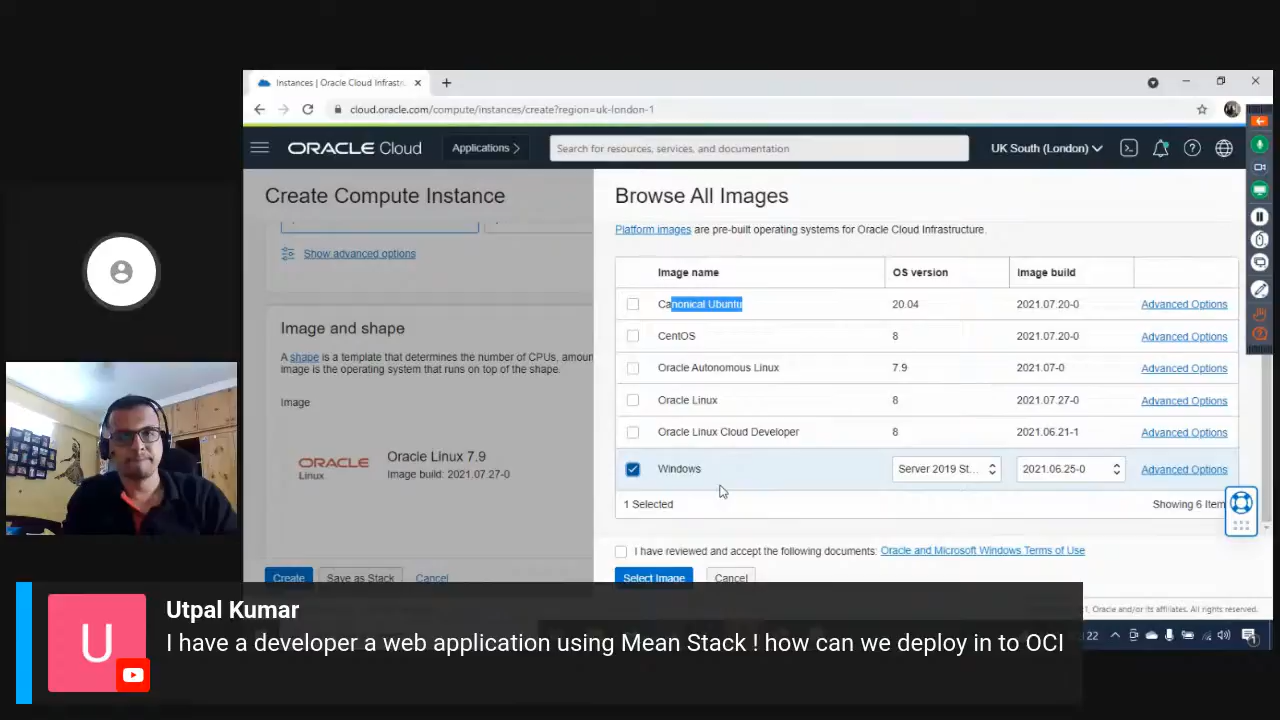 Instances | Oracle Cloud Infrastr
cloud.oracle.com/compute/instances/create?region=uk-london-1
ORACLE Cloud
Applications
Search for resources, services, and documentation
UK South (London)
Create Compute Instance
Show advanced options
Image and shape
A shape is a template that determines the number of CPUs, amoun
image is the operating system that runs on top of the shape.
Image
ORACLE
Linux
Oracle Linux 7.9
Image build: 2021.07.27-0
Create
Save as Stack
Cancel
Browse All Images
Platform images are pre-built operating systems for Oracle Cloud Infrastructure.
Image name OS version Image build
Canonical Ubuntu 20.04 2021.07.20-0 Advanced Options
CentOS 8 2021.07.20-0 Advanced Options
Oracle Autonomous Linux 7.9 2021.07-0 Advanced Options
Oracle Linux 8 2021.07.27-0 Advanced Options
Oracle Linux Cloud Developer 8 2021.06.21-1 Advanced Options
Windows Server 2019 St... 2021.06.25-0 Advanced Options
1 Selected Showing 6 Item
I have reviewed and accept the following documents: Oracle and Microsoft Windows Terms of Use
Select Image Cancel
1, Oracle and/or its affiliates. All rights reserved.
22
U
Utpal Kumar
I have a developer a web application using Mean Stack ! how can we deploy in to OCI